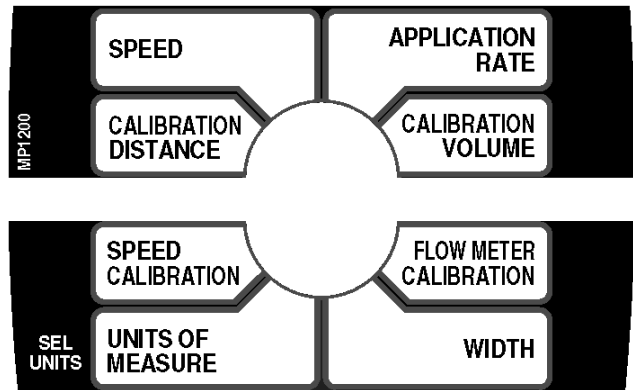 SPEED
APPLICATION
RATE
MP1200
CALIBRATION
DISTANCE
CALIBRATION
VOLUME
SPEED
CALIBRATION
FLOW METER
CALIBRATION
SEL
UNITS
UNITS OF
MEASURE
WIDTH